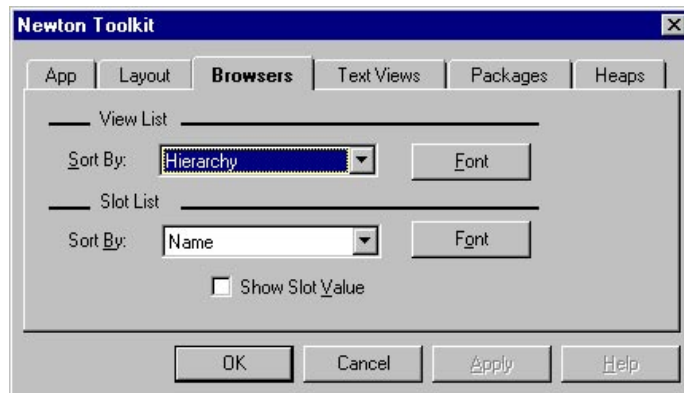 Newton Toolkit
App Layout Browsers Text Views Packages Heaps
View List
Sort By: Hierarchy Font
Slot List
Sort By: Name Font
Show Slot Value
OK Cancel Apply Help